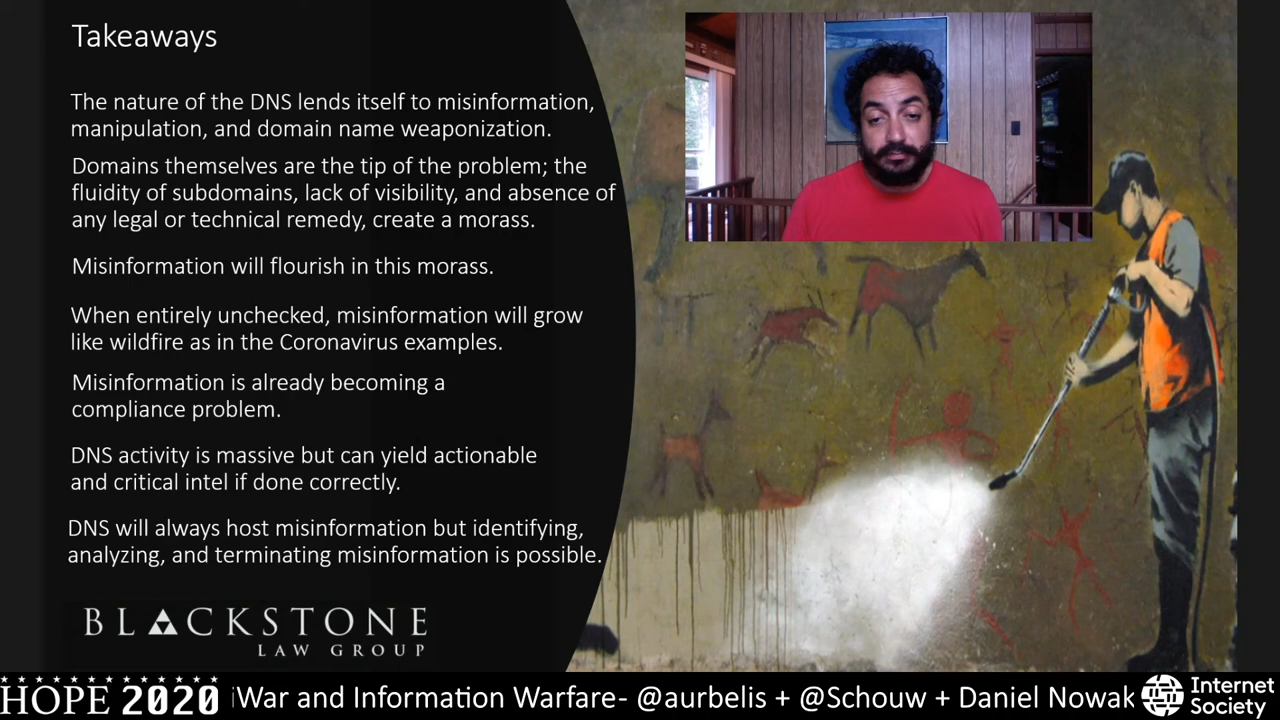 Takeaways
The nature of the DNS lends itself to misinformation,
manipulation, and domain name weaponization.
Domains themselves are the tip of the problem; the
fluidity of subdomains, lack of visibility, and absence of
any legal or technical remedy, create a morass.
Misinformation will flourish in this morass.
When entirely unchecked, misinformation will grow
like wildfire as in the Coronavirus examples.
Misinformation is already becoming a
compliance problem.
DNS activity is massive but can yield actionable
and critical intel if done correctly.
DNS will always host misinformation but identifying,
analyzing, and terminating misinformation is possible.
BLACKSTONE
LAW GROUP
HOPE 2020 iWar and Information Warfare- @aurbelis + @Schouw + Daniel Nowak
Internet
Society